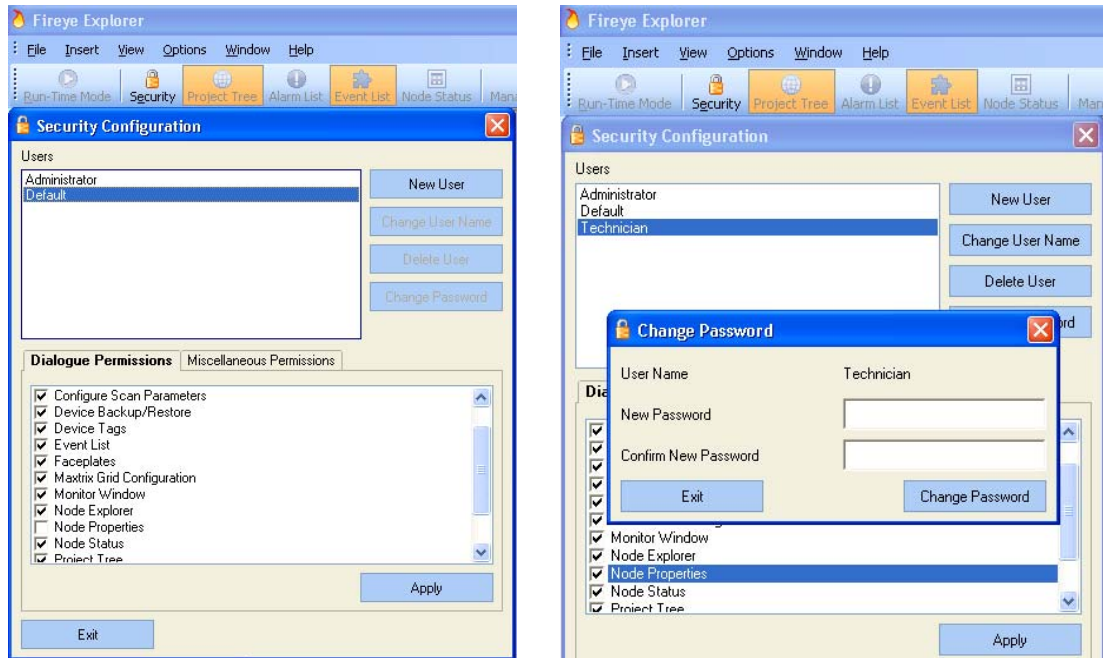 Fireye Explorer
File Insert View Options Window Help
Run-Time Mode Security Project Tree Alarm List Event List Node Status
Security Configuration
Users
Administrator
Default
New User
Change User Name
Delete User
Change Password
Dialogue Permissions Miscellaneous Permissions
Configure Scan Parameters
Device Backup/Restore
Device Tags
Event List
Faceplates
Maxtrix Grid Configuration
Monitor Window
Node Explorer
Node Properties
Node Status
Project Tree
Apply
Exit
Fireye Explorer
File Insert View Options Window Help
Run-Time Mode Security Project Tree Alarm List Event List Node Status
Security Configuration
Users
Administrator
Default
Technician
New User
Change User Name
Delete User
Change Password
User Name Technician
New Password
Confirm New Password
Exit Change Password
Monitor Window
Node Explorer
Node Properties
Node Status
Project Tree
Apply